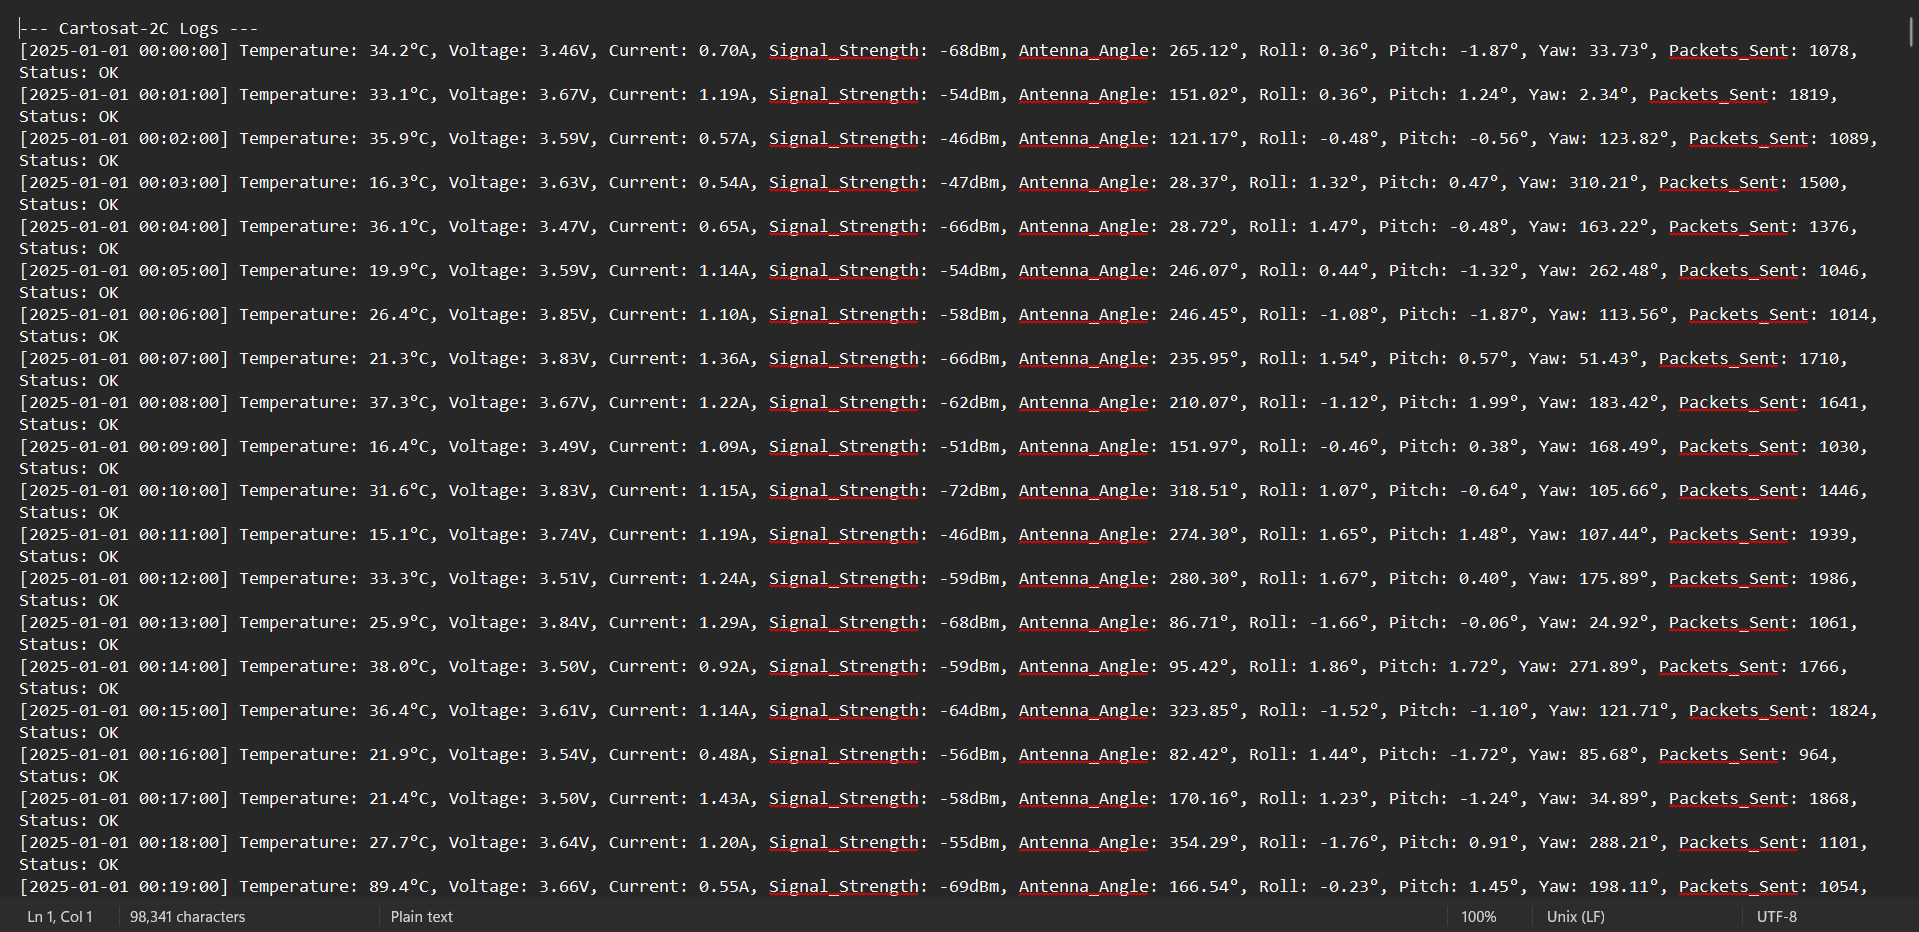 --- Cartosat-2C Logs ---
[2025-01-01 00:00:00] Temperature: 34.2°C, Voltage: 3.46V, Current: 0.70A, Signal_Strength: -68dBm, Antenna_Angle: 265.12°, Roll: 0.36°, Pitch: -1.87°, Yaw: 33.73°, Packets_Sent: 1078,
Status: OK
[2025-01-01 00:01:00] Temperature: 33.1°C, Voltage: 3.67V, Current: 1.19A, Signal_Strength: -54dBm, Antenna_Angle: 151.02°, Roll: 0.36°, Pitch: 1.24°, Yaw: 2.34°, Packets_Sent: 1819,
Status: OK
[2025-01-01 00:02:00] Temperature: 35.9°C, Voltage: 3.59V, Current: 0.57A, Signal_Strength: -46dBm, Antenna_Angle: 121.17°, Roll: -0.48°, Pitch: -0.56°, Yaw: 123.82°, Packets_Sent: 1089,
Status: OK
[2025-01-01 00:03:00] Temperature: 16.3°C, Voltage: 3.63V, Current: 0.54A, Signal_Strength: -47dBm, Antenna_Angle: 28.37°, Roll: 1.32°, Pitch: 0.47°, Yaw: 310.21°, Packets_Sent: 1500,
Status: OK
[2025-01-01 00:04:00] Temperature: 36.1°C, Voltage: 3.47V, Current: 0.65A, Signal_Strength: -66dBm, Antenna_Angle: 28.72°, Roll: 1.47°, Pitch: -0.48°, Yaw: 163.22°, Packets_Sent: 1376,
Status: OK
[2025-01-01 00:05:00] Temperature: 19.9°C, Voltage: 3.59V, Current: 1.14A, Signal_Strength: -54dBm, Antenna_Angle: 246.07°, Roll: 0.44°, Pitch: -1.32°, Yaw: 262.48°, Packets_Sent: 1046,
Status: OK
[2025-01-01 00:06:00] Temperature: 26.4°C, Voltage: 3.85V, Current: 1.10A, Signal_Strength: -58dBm, Antenna_Angle: 246.45°, Roll: -1.08°, Pitch: -1.87°, Yaw: 113.56°, Packets_Sent: 1014,
Status: OK
[2025-01-01 00:07:00] Temperature: 21.3°C, Voltage: 3.83V, Current: 1.36A, Signal_Strength: -66dBm, Antenna_Angle: 235.95°, Roll: 1.54°, Pitch: 0.57°, Yaw: 51.43°, Packets_Sent: 1710,
Status: OK
[2025-01-01 00:08:00] Temperature: 37.3°C, Voltage: 3.67V, Current: 1.22A, Signal_Strength: -62dBm, Antenna_Angle: 210.07°, Roll: -1.12°, Pitch: 1.99°, Yaw: 183.42°, Packets_Sent: 1641,
Status: OK
[2025-01-01 00:09:00] Temperature: 16.4°C, Voltage: 3.49V, Current: 1.09A, Signal_Strength: -51dBm, Antenna_Angle: 151.97°, Roll: -0.46°, Pitch: 0.38°, Yaw: 168.49°, Packets_Sent: 1030,
Status: OK
[2025-01-01 00:10:00] Temperature: 31.6°C, Voltage: 3.83V, Current: 1.15A, Signal_Strength: -72dBm, Antenna_Angle: 318.51°, Roll: 1.07°, Pitch: -0.64°, Yaw: 105.66°, Packets_Sent: 1446,
Status: OK
[2025-01-01 00:11:00] Temperature: 15.1°C, Voltage: 3.74V, Current: 1.19A, Signal_Strength: -46dBm, Antenna_Angle: 274.30°, Roll: 1.65°, Pitch: 1.48°, Yaw: 107.44°, Packets_Sent: 1939,
Status: OK
[2025-01-01 00:12:00] Temperature: 33.3°C, Voltage: 3.51V, Current: 1.24A, Signal_Strength: -59dBm, Antenna_Angle: 280.30°, Roll: 1.67°, Pitch: 0.40°, Yaw: 175.89°, Packets_Sent: 1986,
Status: OK
[2025-01-01 00:13:00] Temperature: 25.9°C, Voltage: 3.84V, Current: 1.29A, Signal_Strength: -68dBm, Antenna_Angle: 86.71°, Roll: -1.66°, Pitch: -0.06°, Yaw: 24.92°, Packets_Sent: 1061,
Status: OK
[2025-01-01 00:14:00] Temperature: 38.0°C, Voltage: 3.50V, Current: 0.92A, Signal_Strength: -59dBm, Antenna_Angle: 95.42°, Roll: 1.86°, Pitch: 1.72°, Yaw: 271.89°, Packets_Sent: 1766,
Status: OK
[2025-01-01 00:15:00] Temperature: 36.4°C, Voltage: 3.61V, Current: 1.14A, Signal_Strength: -64dBm, Antenna_Angle: 323.85°, Roll: -1.52°, Pitch: -1.10°, Yaw: 121.71°, Packets_Sent: 1824,
Status: OK
[2025-01-01 00:16:00] Temperature: 21.9°C, Voltage: 3.54V, Current: 0.48A, Signal_Strength: -56dBm, Antenna_Angle: 82.42°, Roll: 1.44°, Pitch: -1.72°, Yaw: 85.68°, Packets_Sent: 964,
Status: OK
[2025-01-01 00:17:00] Temperature: 21.4°C, Voltage: 3.50V, Current: 1.43A, Signal_Strength: -58dBm, Antenna_Angle: 170.16°, Roll: 1.23°, Pitch: -1.24°, Yaw: 34.89°, Packets_Sent: 1868,
Status: OK
[2025-01-01 00:18:00] Temperature: 27.7°C, Voltage: 3.64V, Current: 1.20A, Signal_Strength: -55dBm, Antenna_Angle: 354.29°, Roll: -1.76°, Pitch: 0.91°, Yaw: 288.21°, Packets_Sent: 1101,
Status: OK
[2025-01-01 00:19:00] Temperature: 89.4°C, Voltage: 3.66V, Current: 0.55A, Signal_Strength: -69dBm, Antenna_Angle: 166.54°, Roll: -0.23°, Pitch: 1.45°, Yaw: 198.11°, Packets_Sent: 1054,
Ln 1, Col 1 98,341 characters Plain text 100% Unix (LF) UTF-8